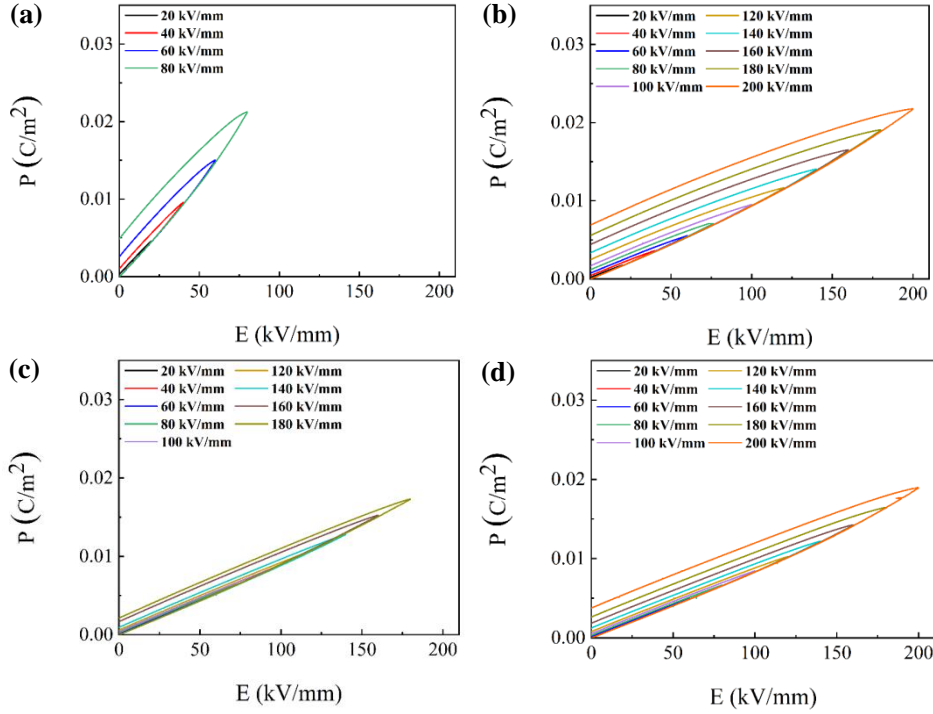 (a)
20 kV/mm
40 kV/mm
60 kV/mm
80 kV/mm
0.03
0.02
0.01
0.00
P (C/m²)
0 50 100 150 200
E (kV/mm)
(b)
20 kV/mm 120 kV/mm
40 kV/mm 140 kV/mm
60 kV/mm 160 kV/mm
80 kV/mm 180 kV/mm
100 kV/mm 200 kV/mm
0.03
0.02
0.01
0.00
P (C/m²)
0 50 100 150 200
E (kV/mm)
(c)
20 kV/mm 120 kV/mm
40 kV/mm 140 kV/mm
60 kV/mm 160 kV/mm
80 kV/mm 180 kV/mm
100 kV/mm
0.03
0.02
0.01
0.00
P (C/m²)
0 50 100 150 200
E (kV/mm)
(d)
20 kV/mm 120 kV/mm
40 kV/mm 140 kV/mm
60 kV/mm 160 kV/mm
80 kV/mm 180 kV/mm
100 kV/mm 200 kV/mm
0.03
0.02
0.01
0.00
P (C/m²)
0 50 100 150 200
E (kV/mm)